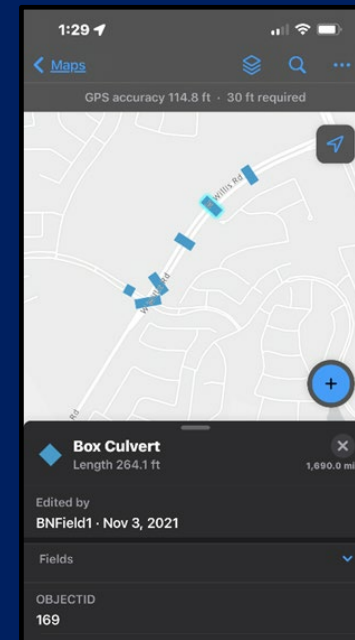 1:29
Maps
GPS accuracy 114.8 ft · 30 ft required
Willis Rd
Rd
Box Culvert
Length 264.1 ft
1,690.0 mi
Edited by
BNField1 · Nov 3, 2021
Fields
OBJECTID
169